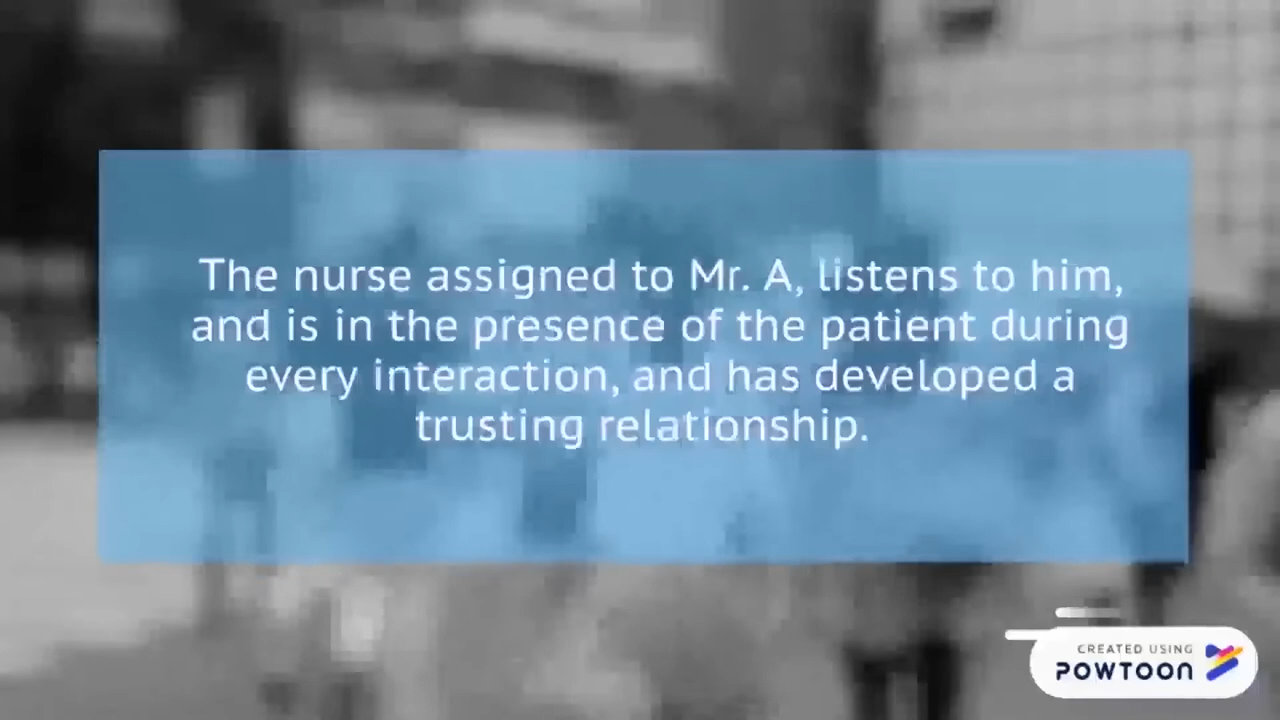 The nurse assigned to Mr. A, listens to him,
and is in the presence of the patient during
every interaction, and has developed a
trusting relationship.
CREATED USING
POWTOON